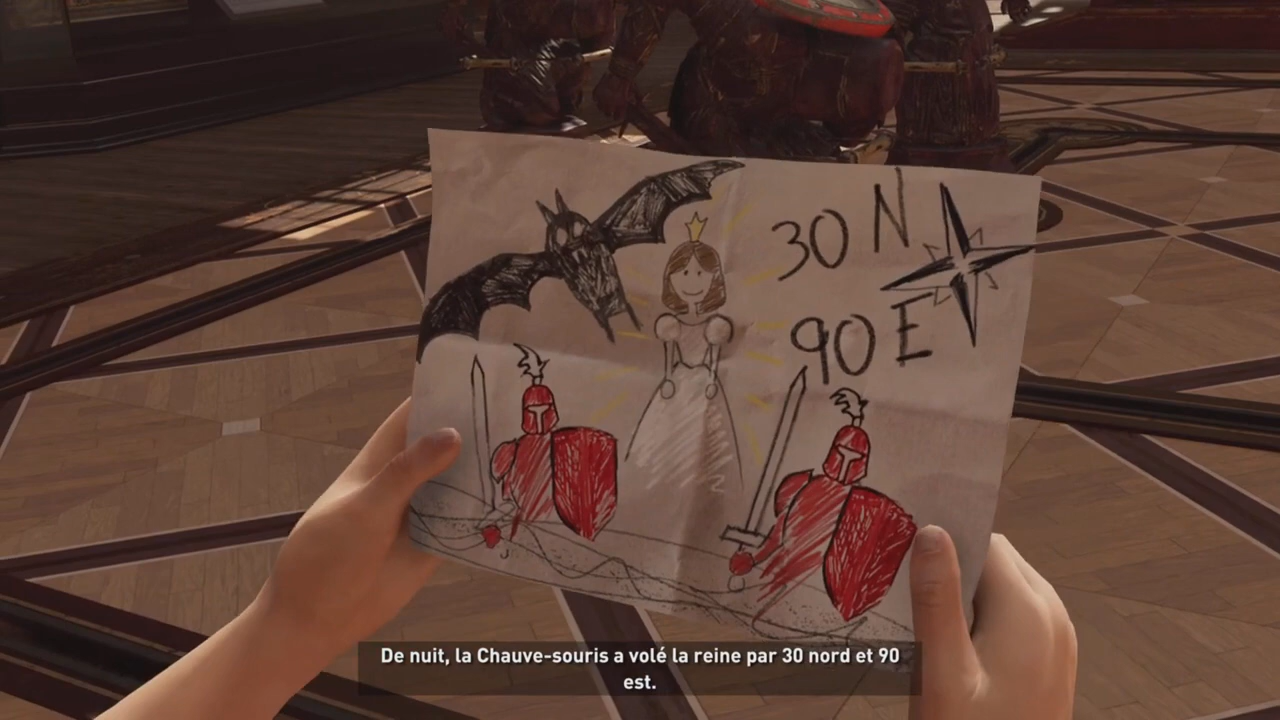 30 N
90 E
De nuit, la Chauve-souris a volé la reine par 30 nord et 90
est.